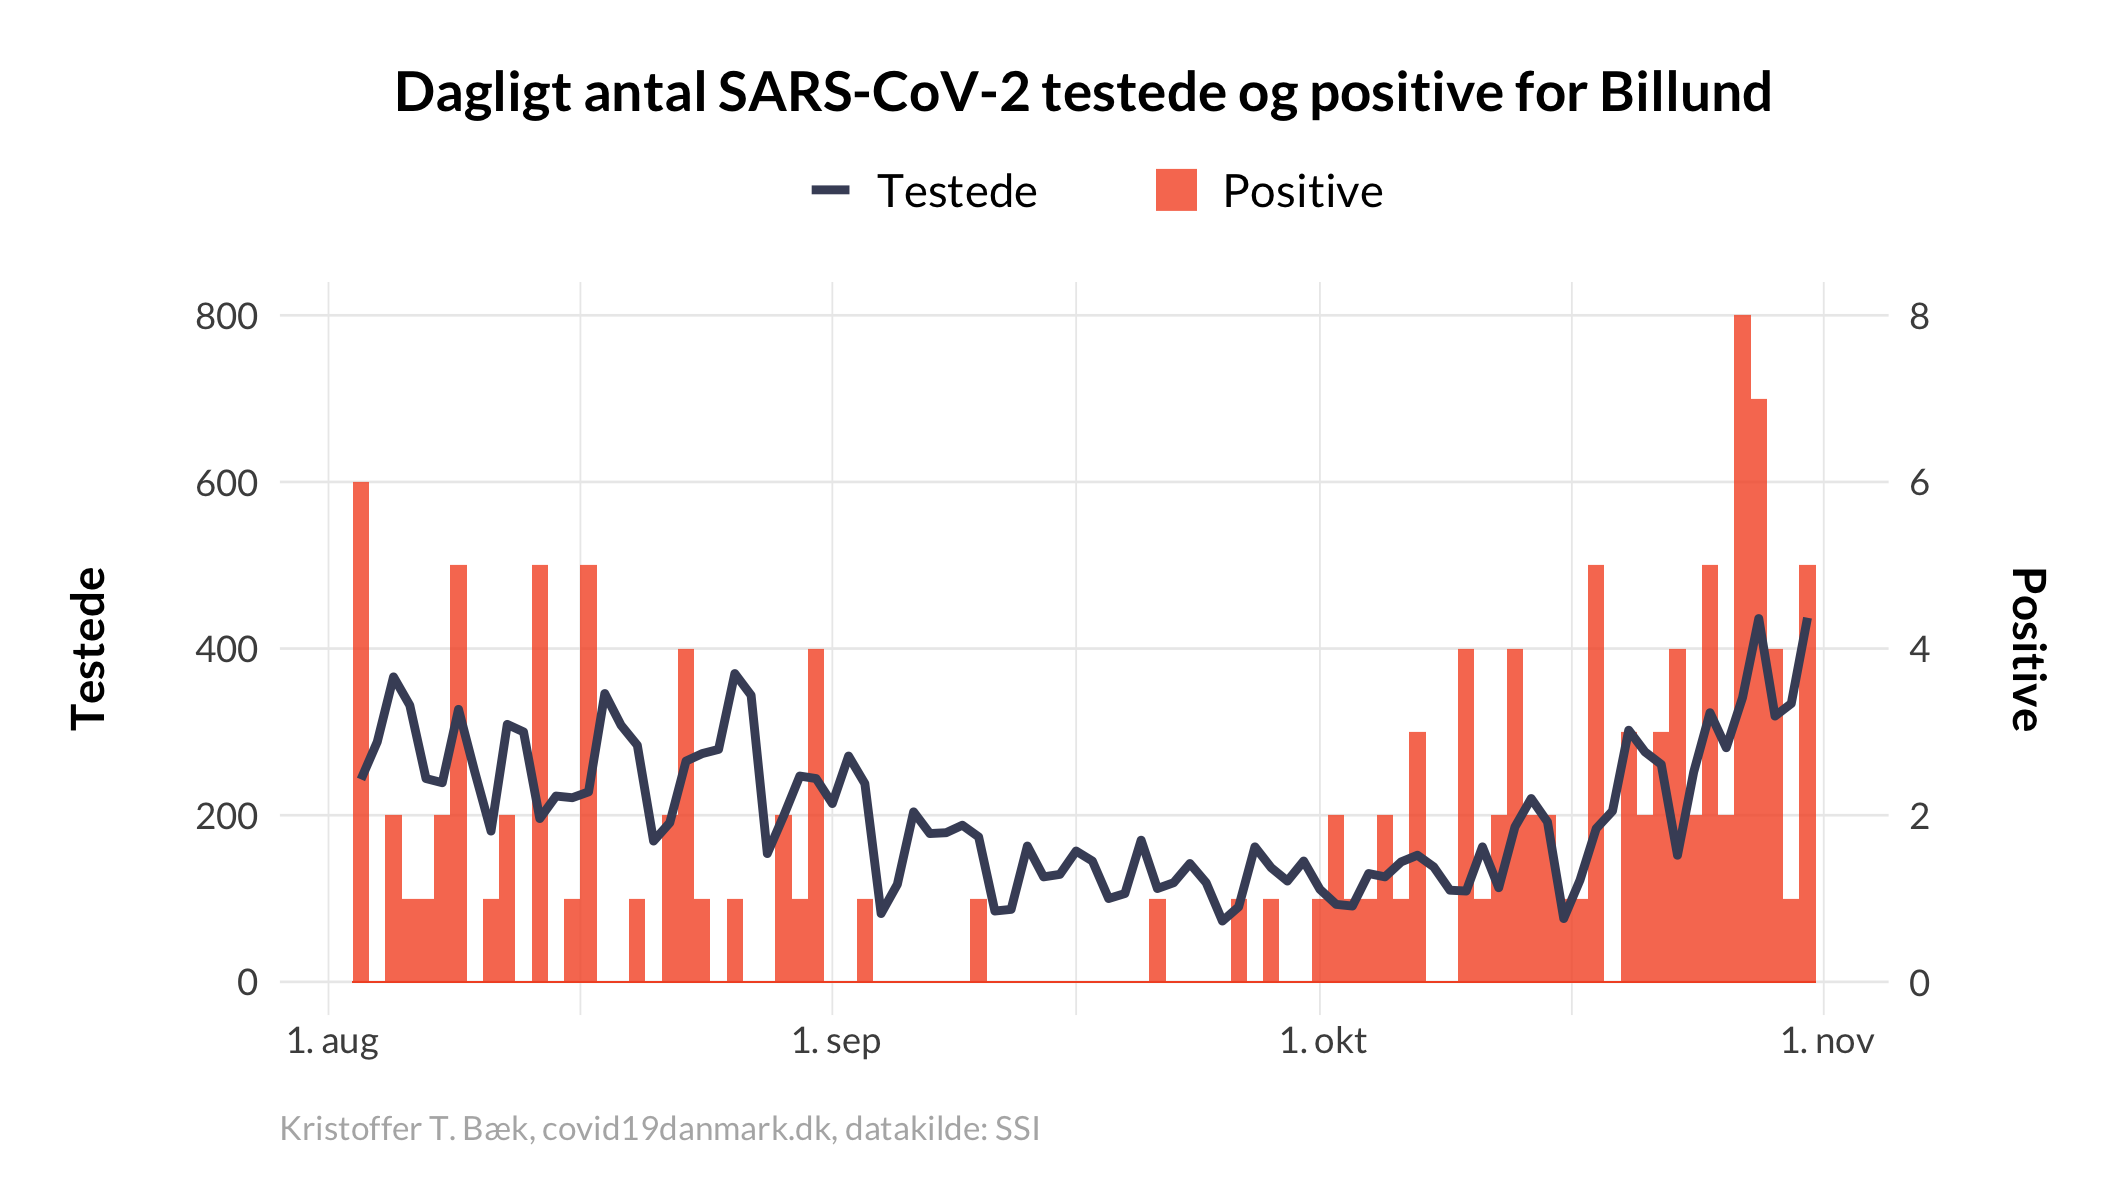 Dagligt antal SARS-CoV-2 testede og positive for Billund
Testede Positive
800 8
600 6
400 4
200 2
0 0
Testede
Positive
1. aug 1. sep 1. okt 1. nov
Kristoffer T. Bæk, covid19danmark.dk, datakilde: SSI